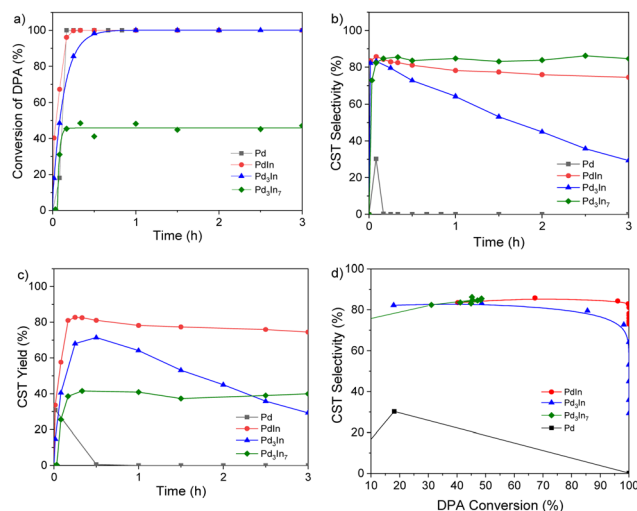 a)
Conversion of DPA (%)
100
80
60
40
20
0
Pd
PdIn
Pd₃In
Pd₃In₇
0 1 2 3
Time (h)
b)
CST Selectivity (%)
100
80
60
40
20
0
Pd
PdIn
Pd₃In
Pd₃In₇
0 1 2 3
Time (h)
c)
CST Yield (%)
100
80
60
40
20
0
Pd
PdIn
Pd₃In
Pd₃In₇
0 1 2 3
Time (h)
d)
CST Selectivity (%)
100
80
60
40
20
0
PdIn
Pd₃In
Pd₃In₇
Pd
10 20 30 40 50 60 70 80 90 100
DPA Conversion (%)